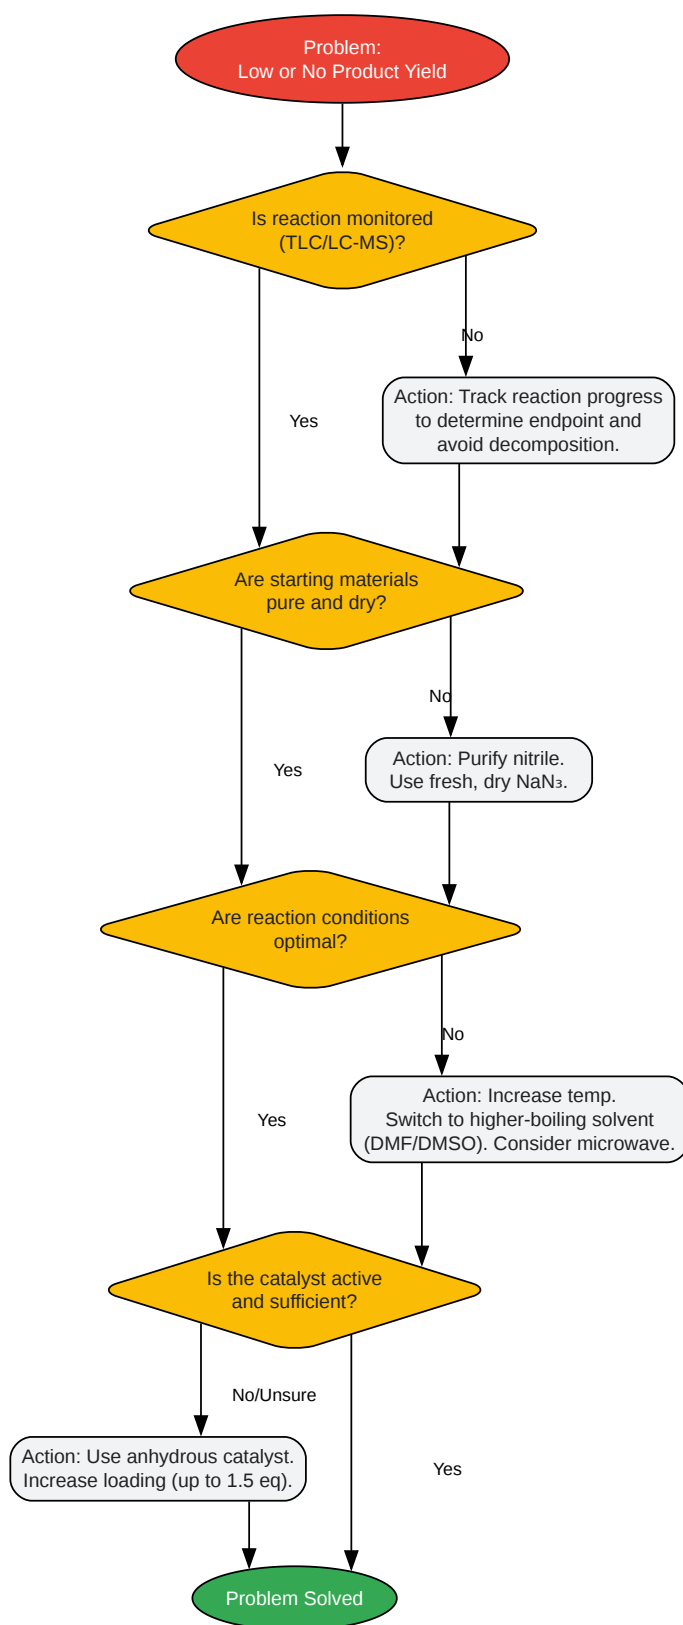 Problem:
Low or No Product Yield
Is reaction monitored
(TLC/LC-MS)?
No
Action: Track reaction progress
to determine endpoint and
avoid decomposition.
Yes
Are starting materials
pure and dry?
No
Action: Purify nitrile.
Use fresh, dry NaN₃.
Yes
Are reaction conditions
optimal?
No
Action: Increase temp.
Switch to higher-boiling solvent
(DMF/DMSO). Consider microwave.
Yes
Is the catalyst active
and sufficient?
No/Unsure
Action: Use anhydrous catalyst.
Increase loading (up to 1.5 eq).
Yes
Problem Solved